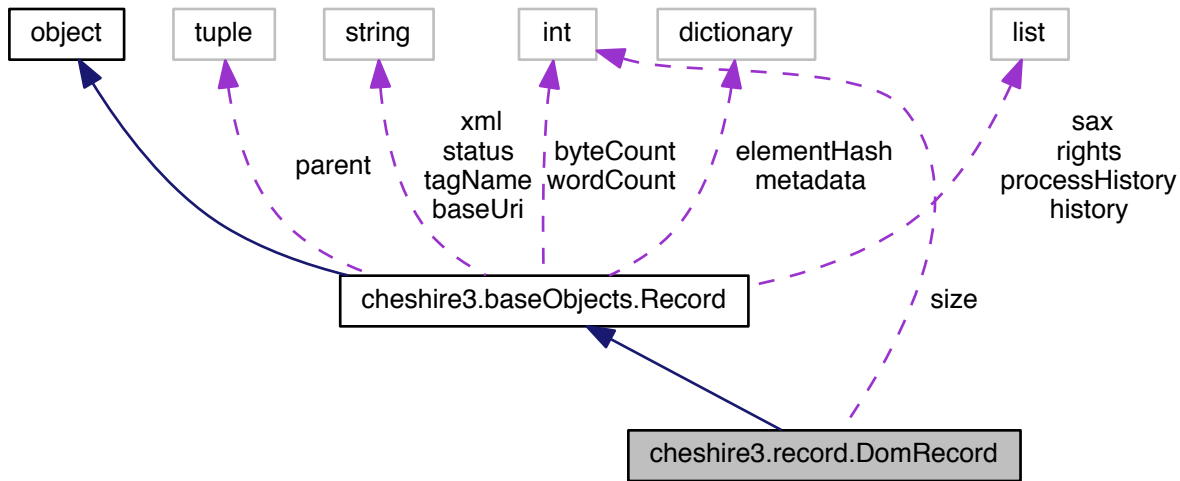 object
tuple
string
int
dictionary
list
parent
xml
status
tagName
baseUri
byteCount
wordCount
elementHash
metadata
sax
rights
processHistory
history
cheshire3.baseObjects.Record
size
cheshire3.record.DomRecord